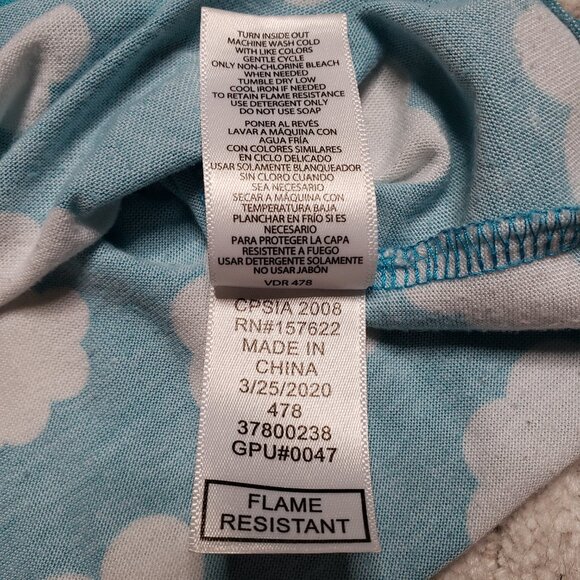 TURN INSIDE OUT
MACHINE WASH COLD
WITH LIKE COLORS
GENTLE CYCLE
ONLY NON-CHLORINE BLEACH
WHEN NEEDED
TUMBLE DRY LOW
COOL IRON IF NEEDED
TO RETAIN FLAME RESISTANCE
USE DETERGENT ONLY
DO NOT USE SOAP
PONER AL REVÉS
LAVAR A MÁQUINA CON
AGUA FRÍA
CON COLORES SIMILARES
EN CICLO DELICADO
USAR SOLAMENTE BLANQUEADOR
SIN CLORO CUANDO
SEA NECESARIO
SECAR A MÁQUINA CON
TEMPERATURA BAJA
PLANCHAR EN FRÍO SI ES
NECESARIO
PARA PROTEGER LA CAPA
RESISTENTE A FUEGO
USAR DETERGENTE SOLAMENTE
NO USAR JABÓN
VDR 478
CPSIA 2008
RN#157622
MADE IN
CHINA
3/25/2020
478
37800238
GPU#0047
FLAME
RESISTANT